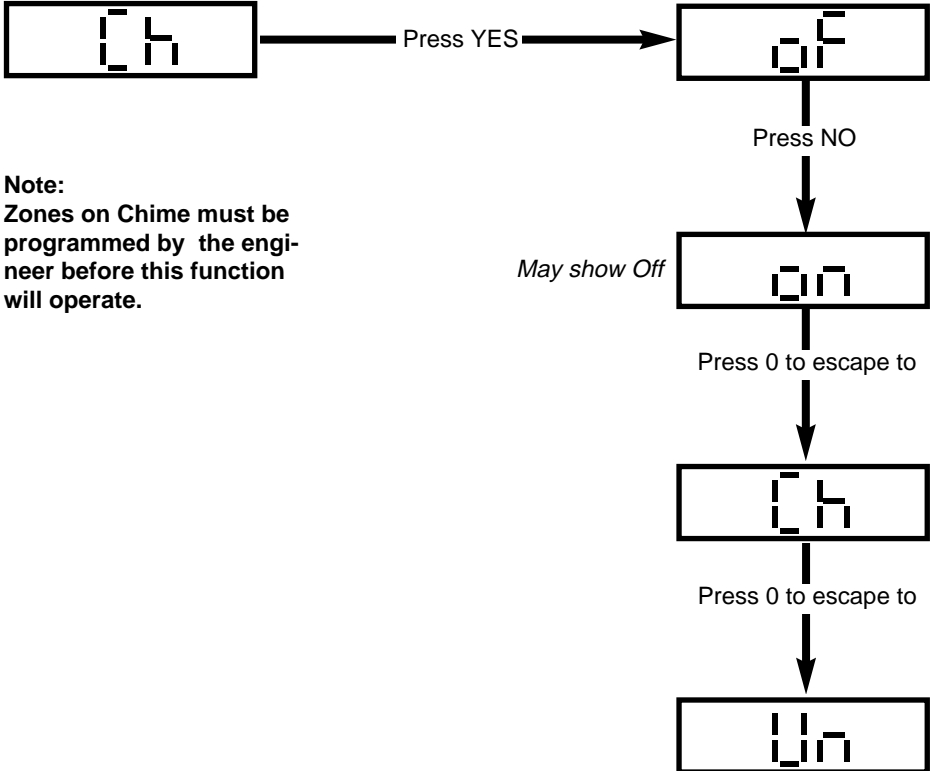 Ch
Press YES
oF
Press NO
Note:
Zones on Chime must be
programmed by the engi-
neer before this function
will operate.
May show Off
on
Press 0 to escape to
Ch
Press 0 to escape to
Un